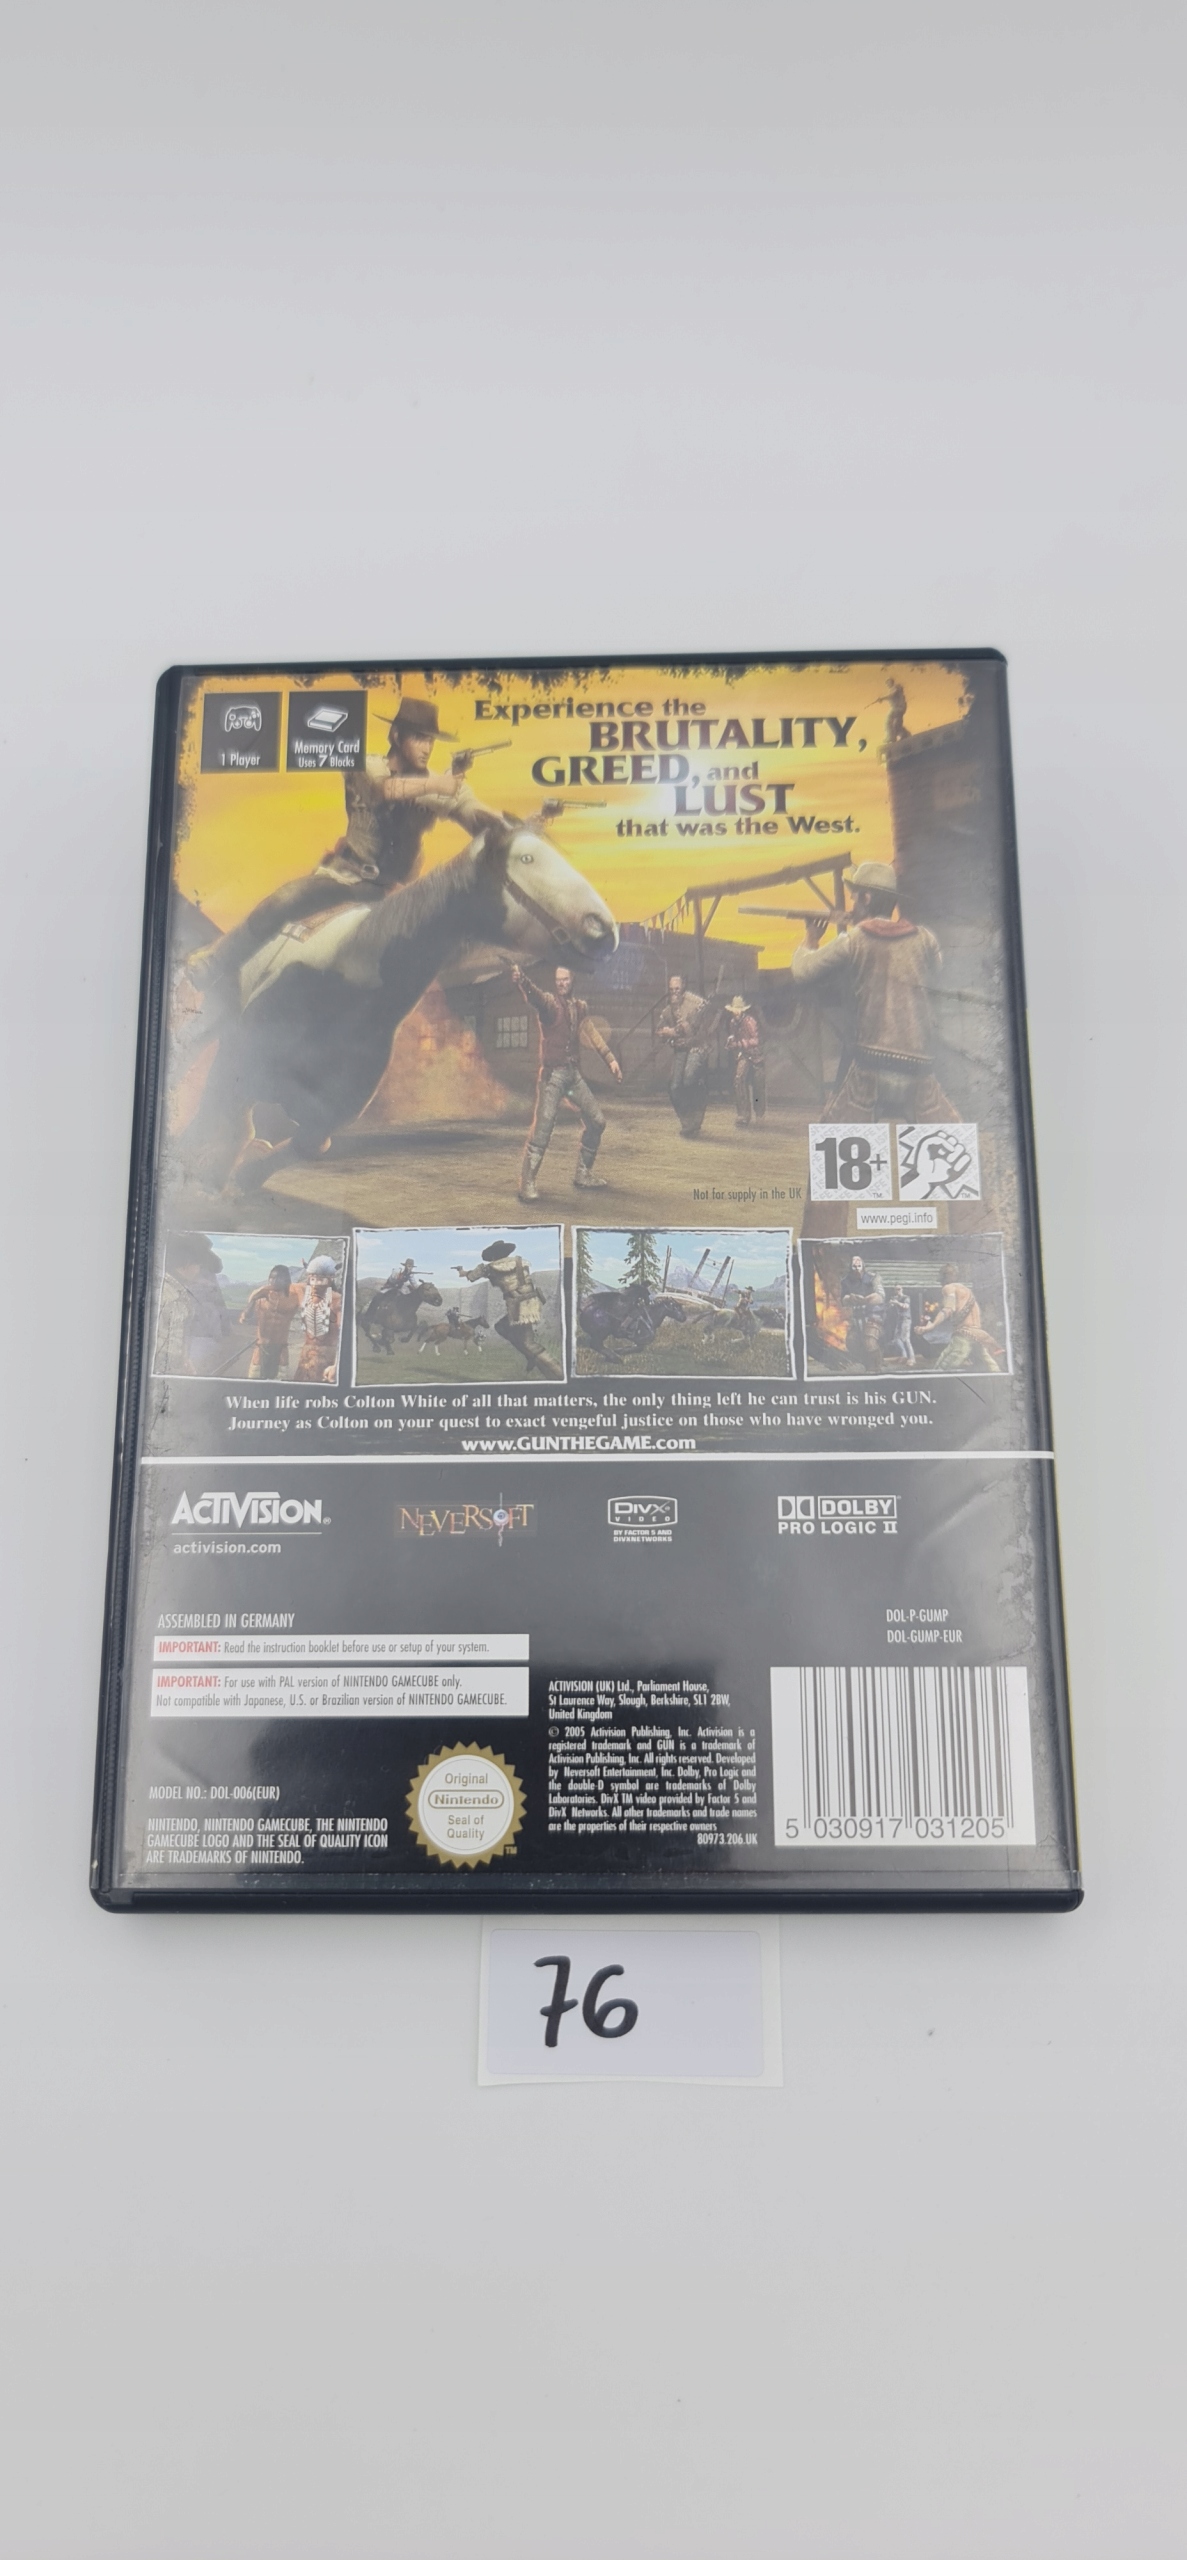 Experience the
BRUTALITY,
GREED, and
LUST
that was the West.
1 Player
Memory Card
Uses 7 Blocks
18+
TM
TM
Not for supply in the UK
www.pegi.info
When life robs Colton White of all that matters, the only thing left he can trust is his GUN.
Journey as Colton on your quest to exact vengeful justice on those who have wronged you.
www.GUNTHEGAME.com
ACTIVISION®
activision.com
NEVERSOFT
DivX
VIDEO
BY FACTOR 5 AND
DIVXNETWORKS
DOLBY
PRO LOGIC II
ASSEMBLED IN GERMANY
IMPORTANT: Read the instruction booklet before use or setup of your system.
IMPORTANT: For use with PAL version of NINTENDO GAMECUBE only.
Not compatible with Japanese, U.S. or Brazilian version of NINTENDO GAMECUBE.
DOL-P-GUMP
DOL-GUMP-EUR
MODEL NO.: DOL-006(EUR)
NINTENDO, NINTENDO GAMECUBE, THE NINTENDO
GAMECUBE LOGO AND THE SEAL OF QUALITY ICON
ARE TRADEMARKS OF NINTENDO.
Original
Nintendo
Seal of
Quality
TM
ACTIVISION (UK) Ltd., Parliament House,
St Laurence Way, Slough, Berkshire, SL1 2BW,
United Kingdom
© 2005 Activision Publishing, Inc. Activision is a
registered trademark and GUN is a trademark of
Activision Publishing, Inc. All rights reserved. Developed
by Neversoft Entertainment, Inc. Dolby, Pro Logic and
the double-D symbol are trademarks of Dolby
Laboratories. DivX TM video provided by Factor 5 and
DivX Networks. All other trademarks and trade names
are the properties of their respective owners
80973.206.UK
5 030917 031205
76